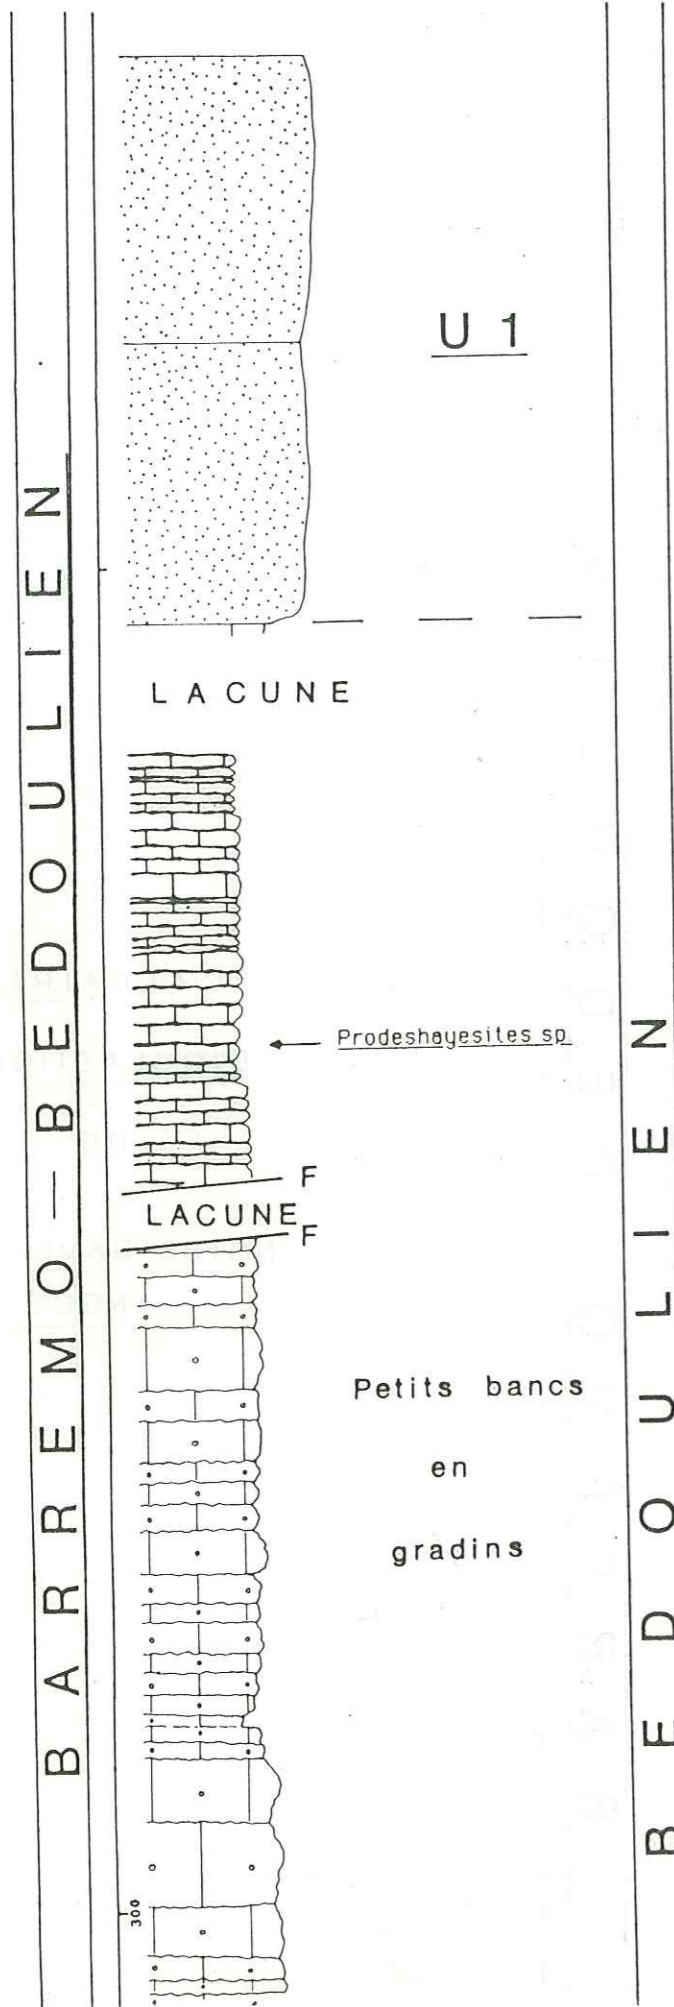 BARREMO-BEDOULIEN
U 1
LACUNE
Prodeshayesites sp.
F
LACUNE
F
Petits bancs
en
gradins
300
BEDOULIEN